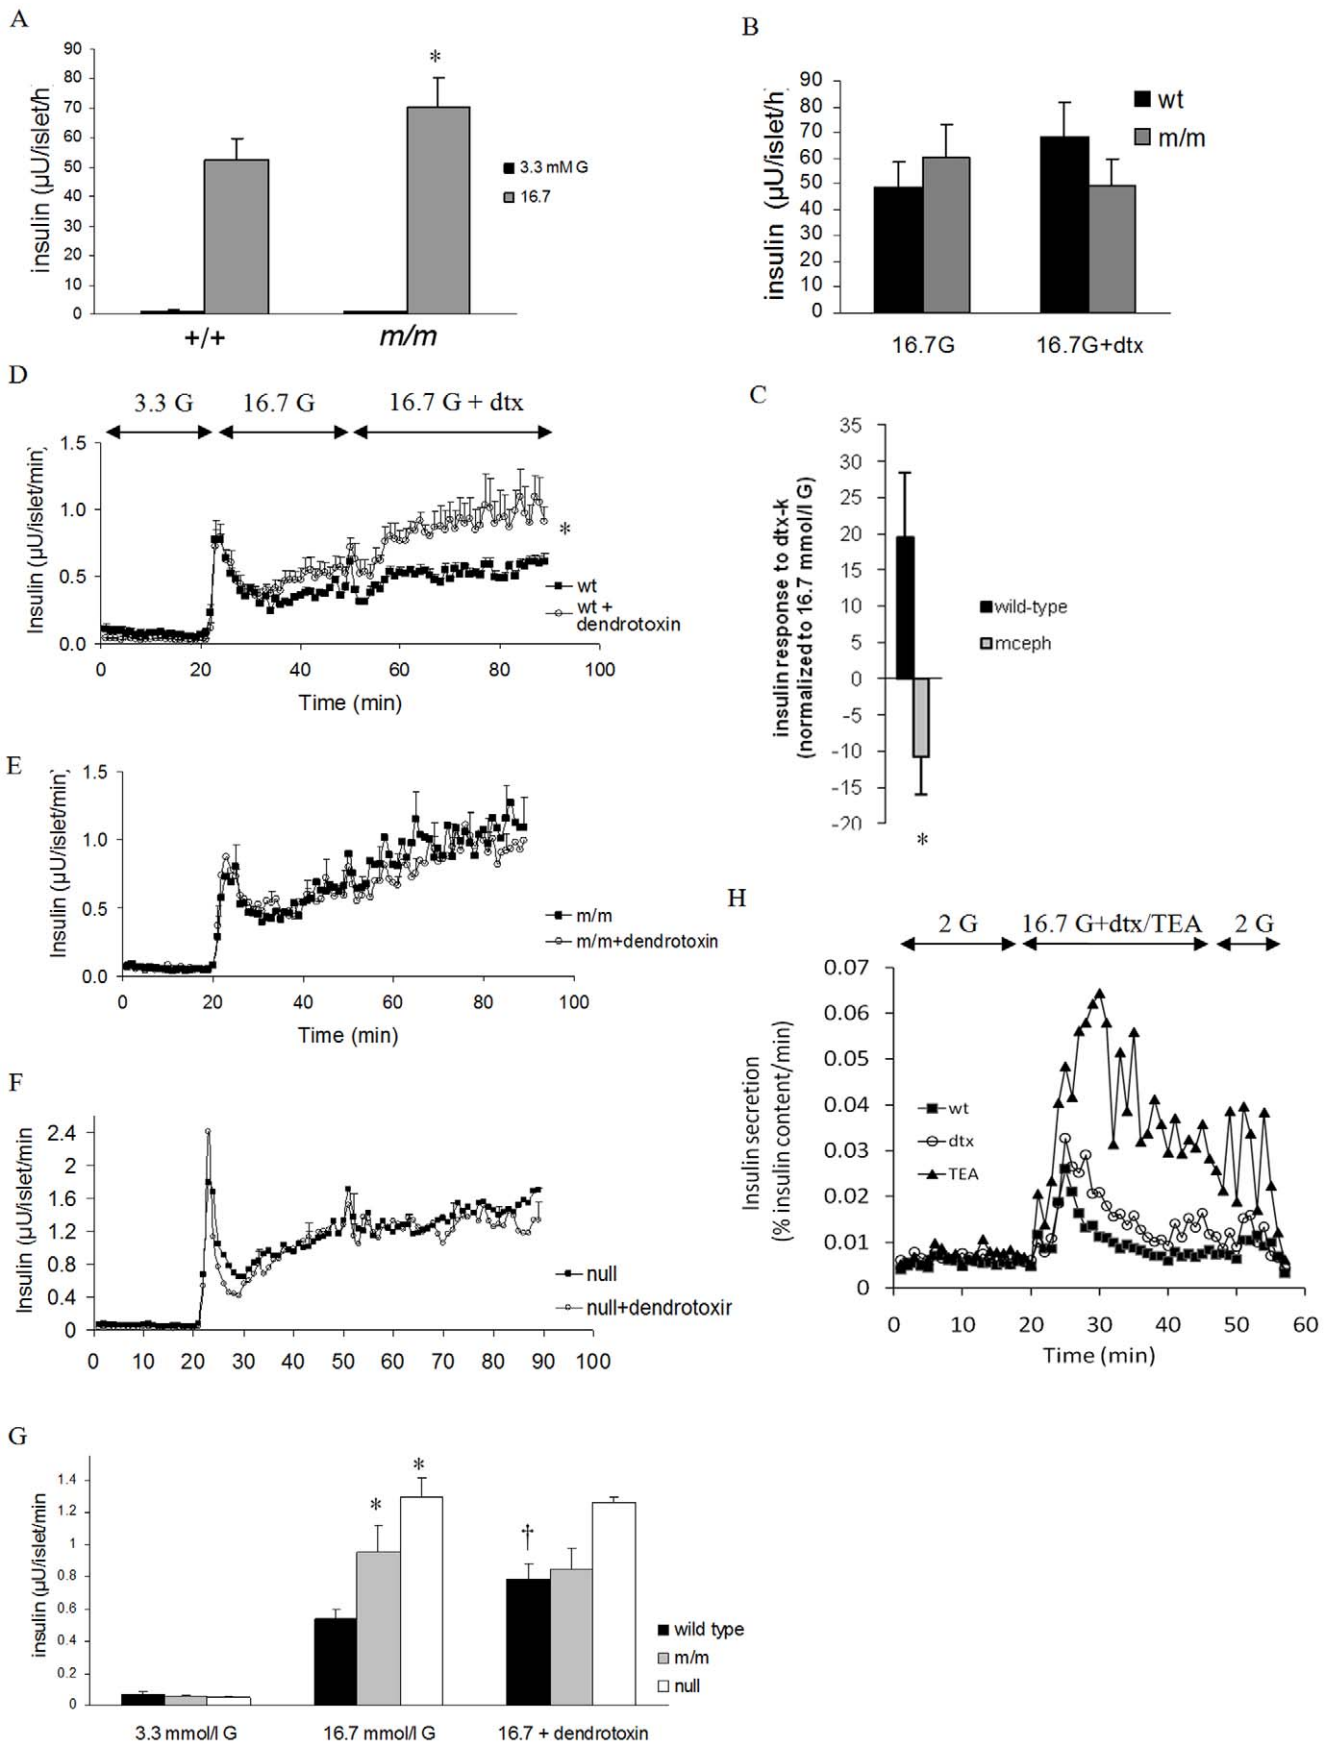 A
90
80
70
60
50
40
30
20
10
0
insulin (µU/islet/h)
*
3.3 mM G
16.7
+/+
m/m
B
90
80
70
60
50
40
30
20
10
0
insulin (µU/islet/h)
wt
m/m
16.7G
16.7G+dtx
D
3.3 G
16.7 G
16.7 G + dtx
1.5
1.0
0.5
0.0
Insulin (µU/islet/min)
*
wt
wt +
dendrotoxin
0
20
40
60
80
100
Time (min)
C
35
30
25
20
15
10
5
0
-5
-10
-15
-20
insulin response to dtx-k
(normalized to 16.7 mmol/l G)
wild-type
mceph
*
E
1.5
1.0
0.5
0.0
Insulin (µU/islet/min)
m/m
m/m+dendrotoxin
0
20
40
60
80
100
Time (min)
F
2.4
2
1.6
1.2
0.8
0.4
0
Insulin (µU/islet/min
null
null+dendrotoxir
0 10 20 30 40 50 60 70 80 90 100
H
2 G
16.7 G+dtx/TEA
2 G
0.07
0.06
0.05
0.04
0.03
0.02
0.01
0
Insulin secretion
(% insulin content/min)
wt
dtx
TEA
0 10 20 30 40 50 60
Time (min)
G
1.4
1.2
1
0.8
0.6
0.4
0.2
0
insulin (µU/islet/min
*
*
†
wild type
m/m
null
3.3 mmol/l G
16.7 mmol/l G
16.7 + dendrotoxin